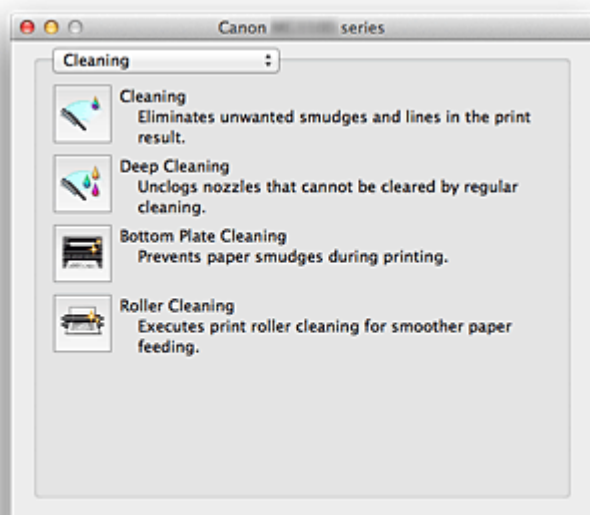 Canon series
Cleaning
Cleaning
Eliminates unwanted smudges and lines in the print
result.
Deep Cleaning
Unclogs nozzles that cannot be cleared by regular
cleaning.
Bottom Plate Cleaning
Prevents paper smudges during printing.
Roller Cleaning
Executes print roller cleaning for smoother paper
feeding.